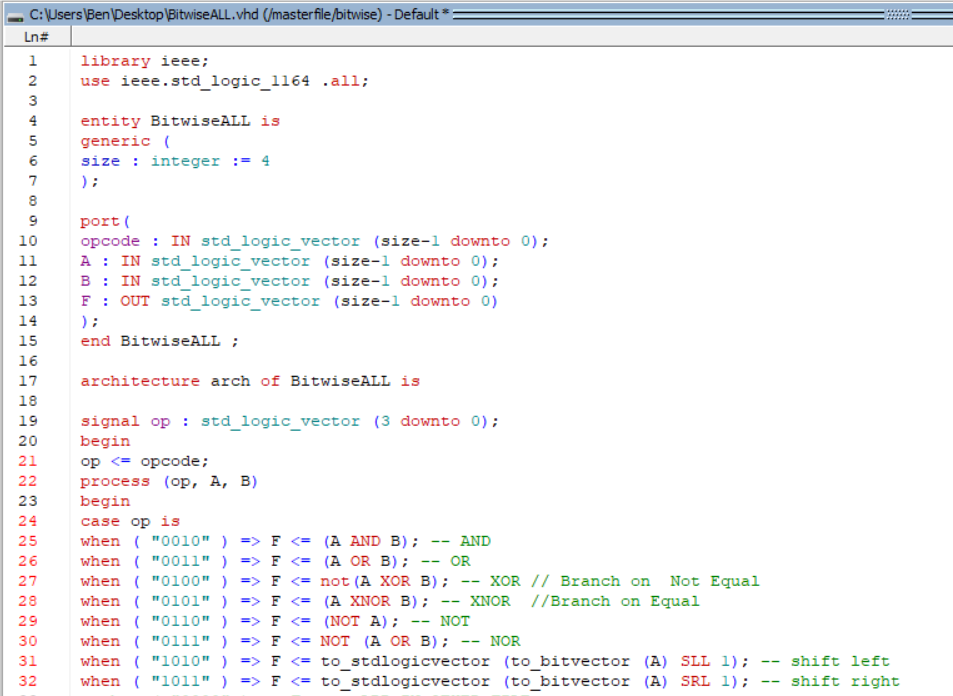 C:\Users\Ben\Desktop\BitwiseALL.vhd (/masterfile/bitwise) - Default *
Ln#
1 library ieee;
2 use ieee.std_logic_1164 .all;
3
4 entity BitwiseALL is
5 generic (
6 size : integer := 4
7 );
8
9 port(
10 opcode : IN std_logic_vector (size-1 downto 0);
11 A : IN std_logic_vector (size-1 downto 0);
12 B : IN std_logic_vector (size-1 downto 0);
13 F : OUT std_logic_vector (size-1 downto 0)
14 );
15 end BitwiseALL ;
16
17 architecture arch of BitwiseALL is
18
19 signal op : std_logic_vector (3 downto 0);
20 begin
21 op <= opcode;
22 process (op, A, B)
23 begin
24 case op is
25 when ( "0010" ) => F <= (A AND B); -- AND
26 when ( "0011" ) => F <= (A OR B); -- OR
27 when ( "0100" ) => F <= not(A XOR B); -- XOR // Branch on  Not Equal
28 when ( "0101" ) => F <= (A XNOR B); -- XNOR  //Branch on Equal
29 when ( "0110" ) => F <= (NOT A); -- NOT
30 when ( "0111" ) => F <= NOT (A OR B); -- NOR
31 when ( "1010" ) => F <= to_stdlogicvector (to_bitvector (A) SLL 1); -- shift left
32 when ( "1011" ) => F <= to_stdlogicvector (to_bitvector (A) SRL 1); -- shift right